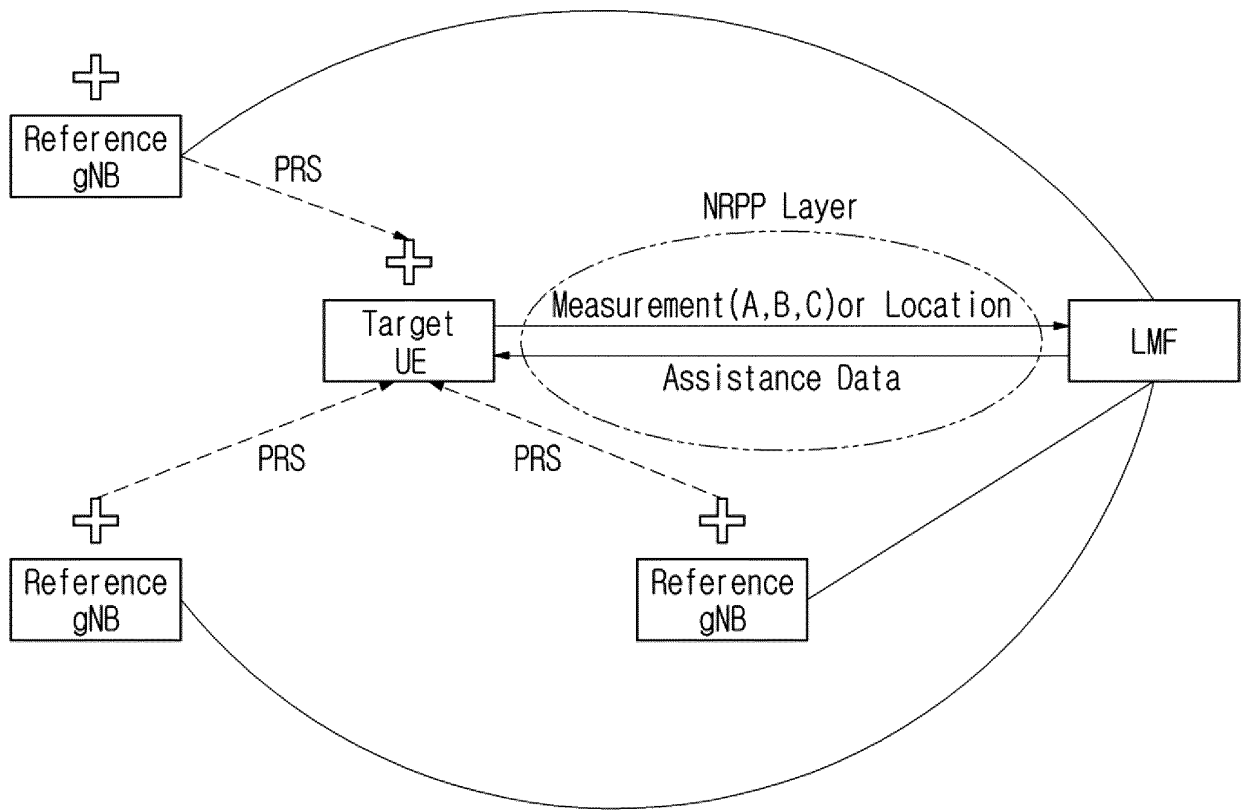 Reference
gNB
PRS
NRPP Layer
Measurement(A,B,C)or Location
Target
UE
LMF
Assistance Data
PRS
PRS
Reference
gNB
Reference
gNB